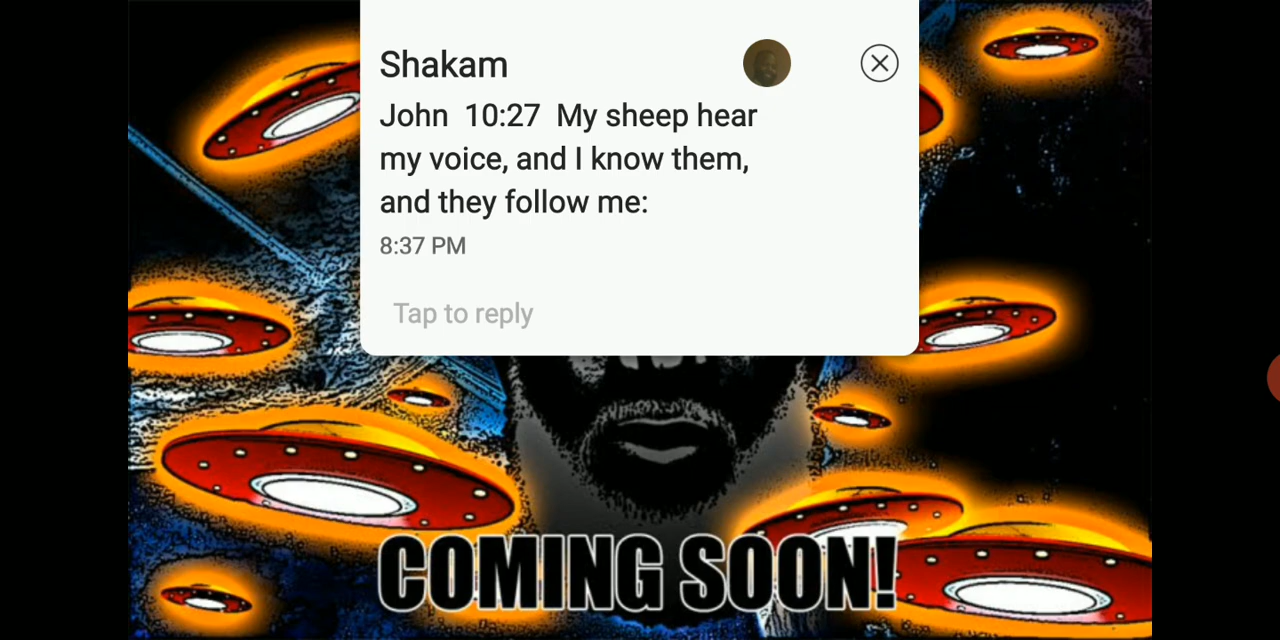 Shakam
John 10:27 My sheep hear
my voice, and I know them,
and they follow me:
8:37 PM
Tap to reply
COMING SOON!